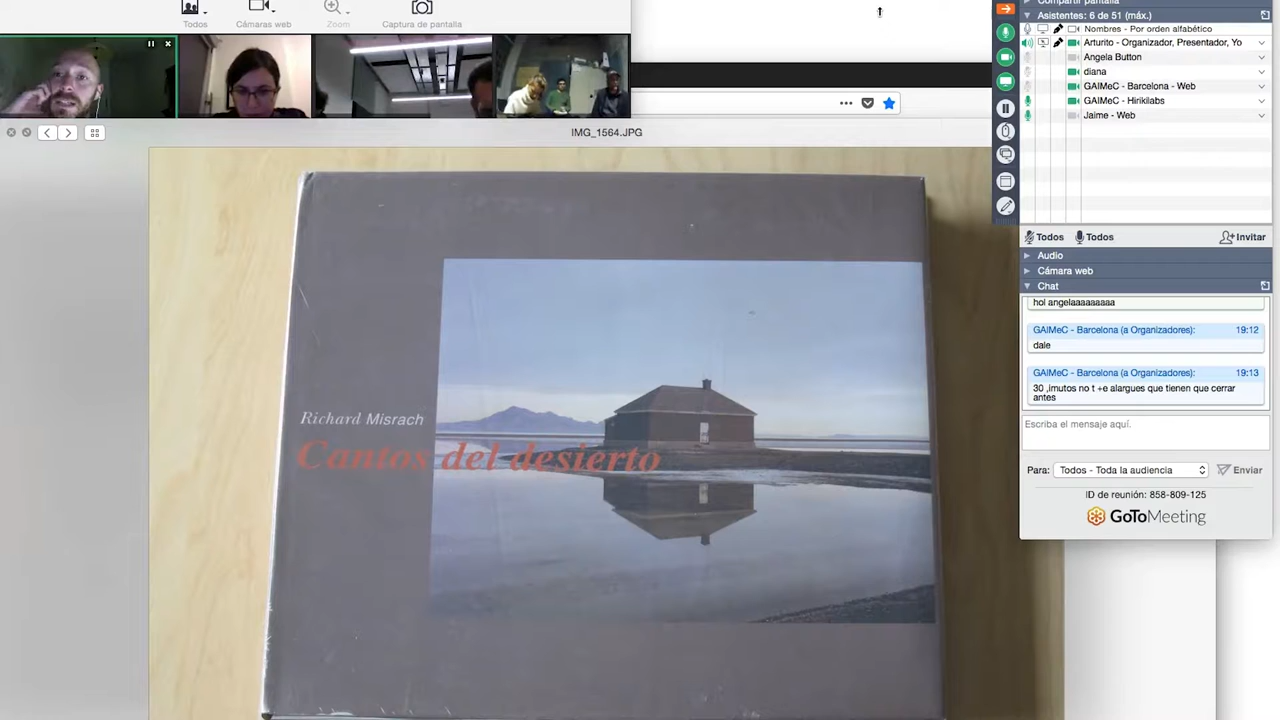 Todos
Cámaras web
Zoom
Captura de pantalla
Compartir pantalla
Asistentes: 6 de 51 (máx.)
Nombres - Por orden alfabético
Arturito - Organizador, Presentador, Yo
Angela Button
diana
GAIMeC - Barcelona - Web
GAIMeC - Hirikilabs
Jaime - Web
Todos
Todos
Invitar
Audio
Cámara web
Chat
hol angelaaaaaaaaa
GAIMeC - Barcelona (a Organizadores): 19:12
dale
GAIMeC - Barcelona (a Organizadores): 19:13
30 ,imutos no t +e alargues que tienen que cerrar
antes
Escriba el mensaje aquí.
Para: Todos - Toda la audiencia
Enviar
ID de reunión: 858-809-125
GoToMeeting
IMG_1564.JPG
Richard Misrach
Cantos del desierto